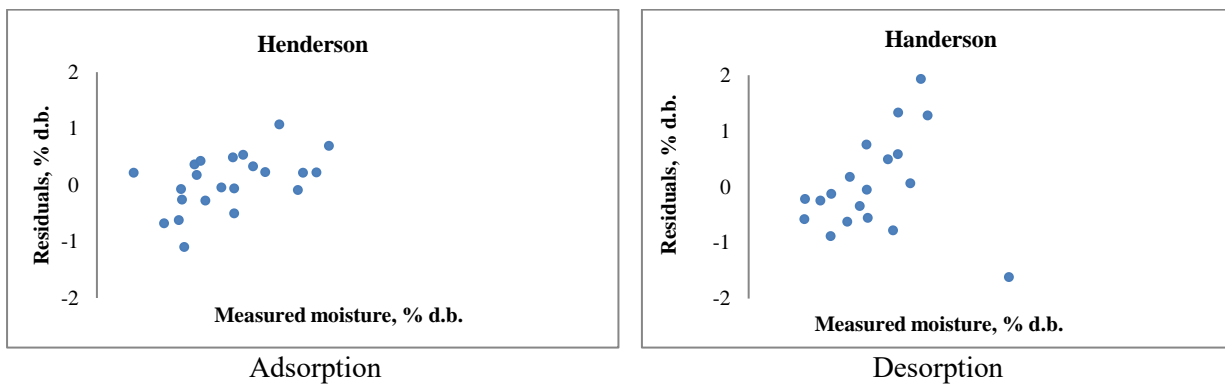 Henderson
2
1
0
-1
-2
Residuals, % d.b.
Measured moisture, % d.b.
Adsorption
Handerson
2
1
0
-1
-2
Residuals, % d.b.
Measured moisture, % d.b.
Desorption